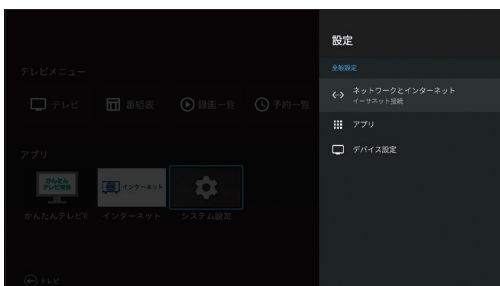 設定
全般設定
ネットワークとインターネット
イーサネット接続
アプリ
デバイス設定
テレビメニュー
テレビ
番組表
録画一覧
予約一覧
アプリ
かんたん
テレビ電話
インターネット
かんたんテレビ電
インターネット
システム設定
テレビ